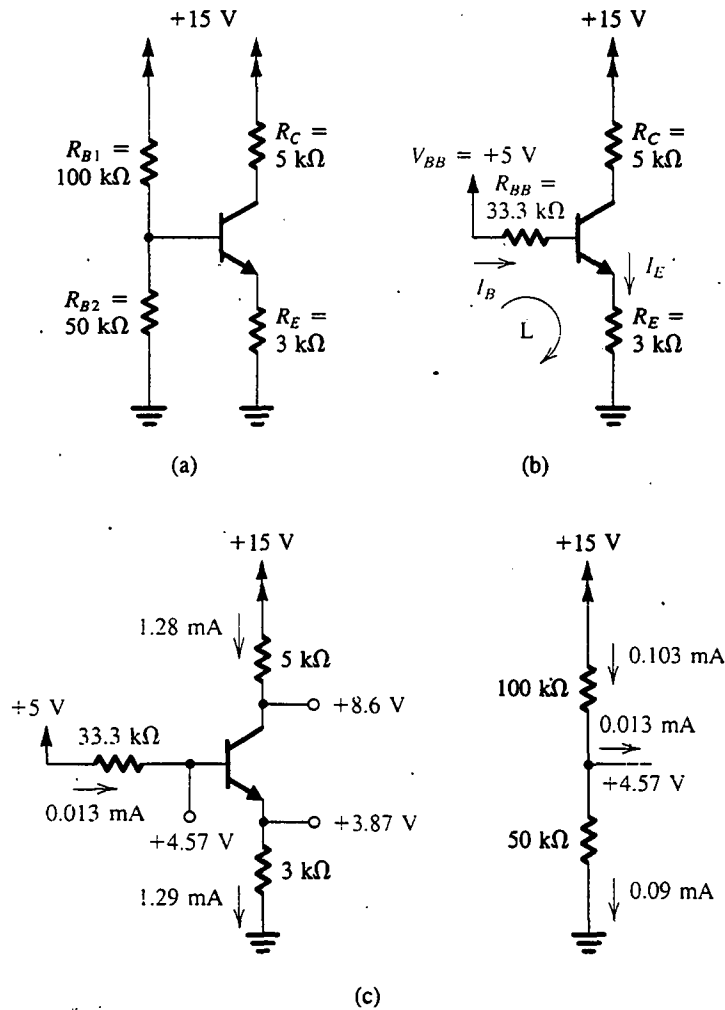 +15 V
R_B1 =
100 kΩ
R_C =
5 kΩ
R_B2 =
50 kΩ
R_E =
3 kΩ
(a)
+15 V
V_BB = +5 V
R_BB =
33.3 kΩ
R_C =
5 kΩ
I_B
I_E
L
R_E =
3 kΩ
(b)
+15 V
1.28 mA
5 kΩ
+5 V
33.3 kΩ
+8.6 V
0.013 mA
+4.57 V
+3.87 V
3 kΩ
1.29 mA
+15 V
0.103 mA
100 kΩ
0.013 mA
+4.57 V
50 kΩ
0.09 mA
(c)